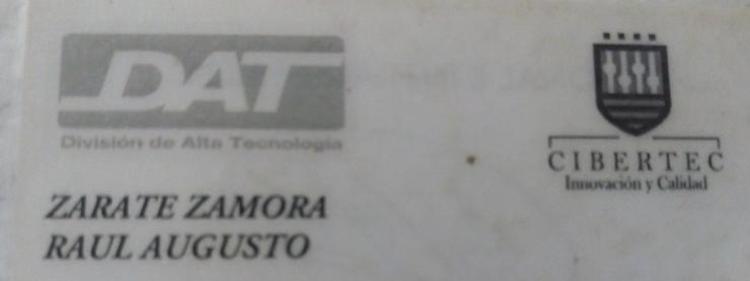 DAT
División de Alta Tecnología
CIBERTEC
Innovación y Calidad
ZARATE ZAMORA
RAUL AUGUSTO